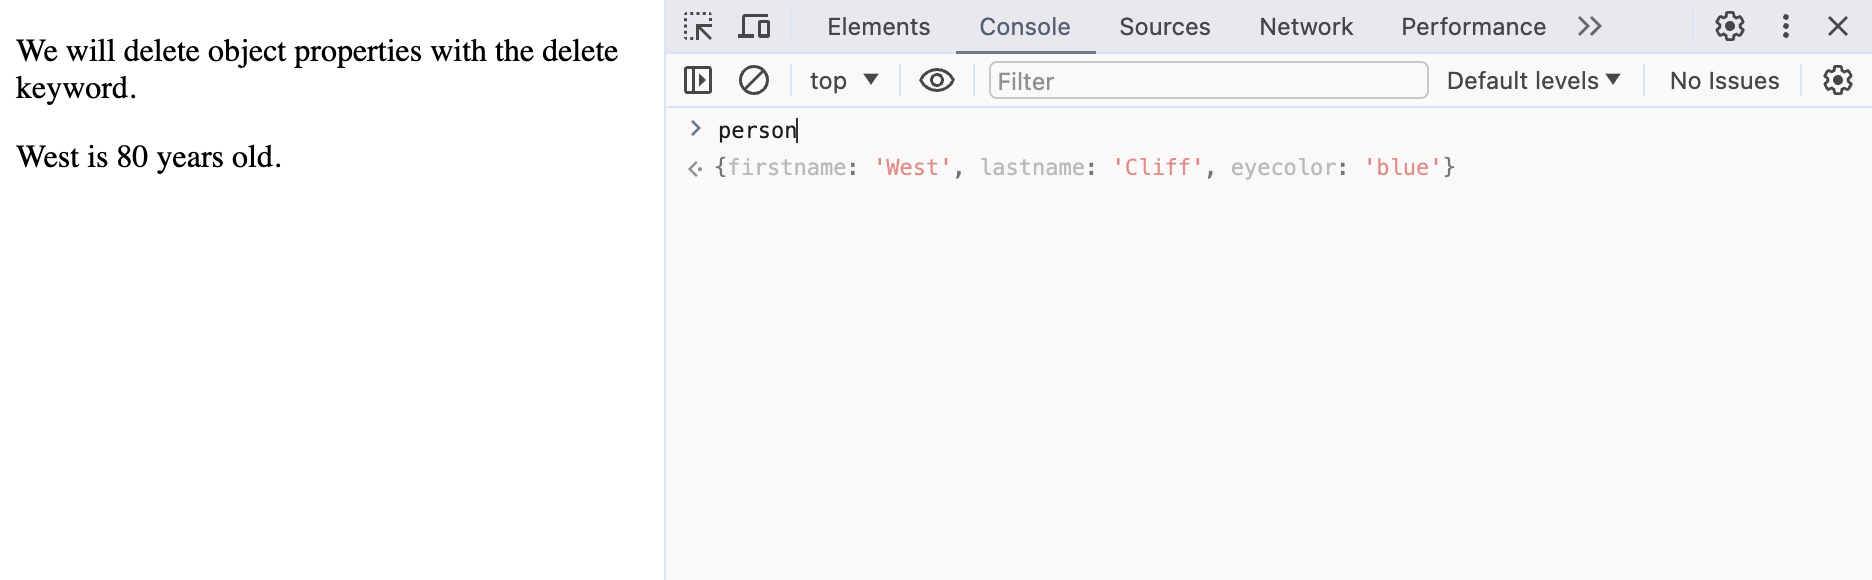 We will delete object properties with the delete
keyword.
West is 80 years old.
Elements Console Sources Network Performance
top Filter Default levels No Issues
person
{firstname: 'West', lastname: 'Cliff', eyecolor: 'blue'}